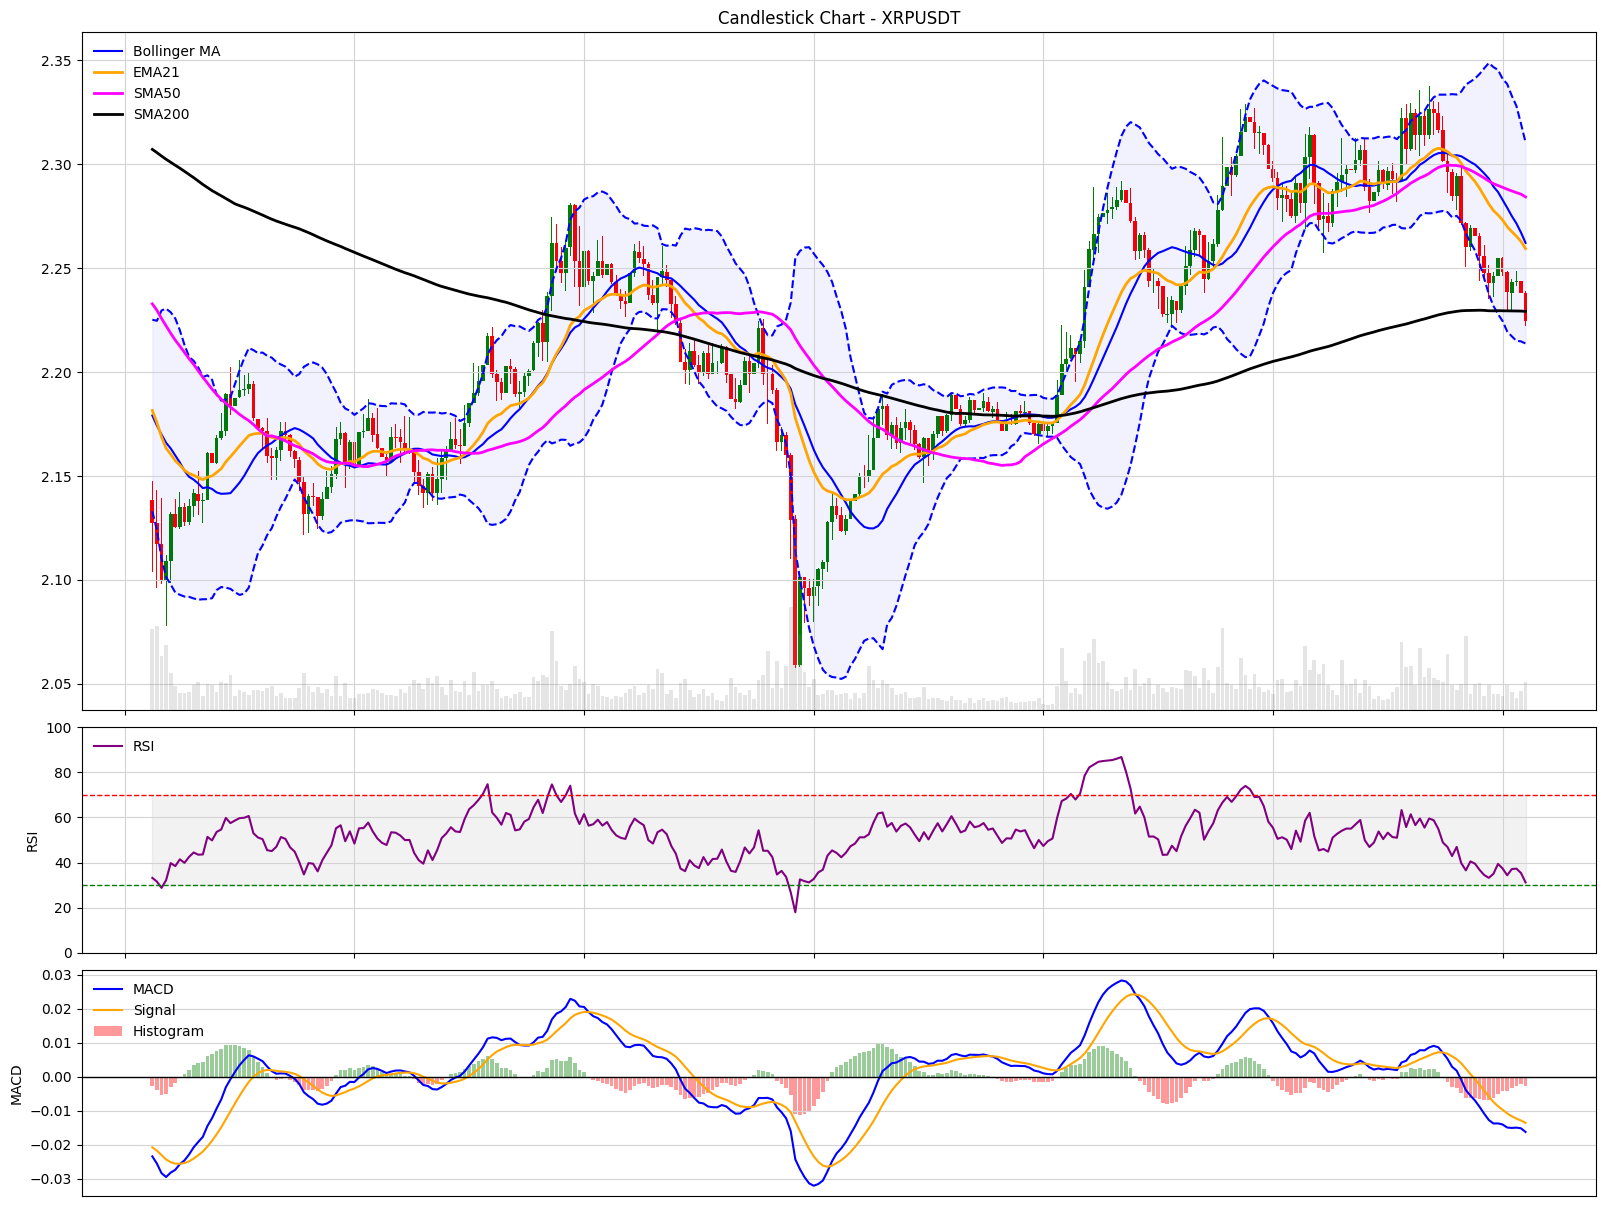 Candlestick Chart - XRPUSDT
Bollinger MA
EMA21
SMA50
SMA200
2.35
2.30
2.25
2.20
2.15
2.10
2.05
RSI
RSI
100
80
60
40
20
0
MACD
Signal
Histogram
MACD
0.03
0.02
0.01
0.00
−0.01
−0.02
−0.03